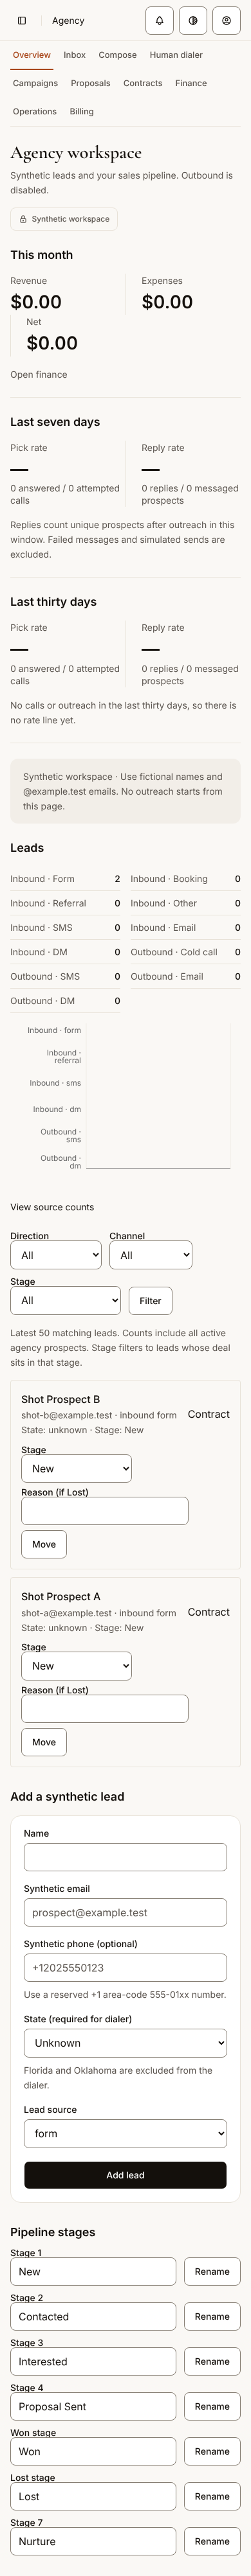 Agency
Overview Inbox Compose Human dialer
Campaigns Proposals Contracts Finance
Operations Billing
Agency workspace
Synthetic leads and your sales pipeline. Outbound is
disabled.
Synthetic workspace
This month
Revenue Expenses
$0.00 $0.00
Net
$0.00
Open finance
Last seven days
Pick rate Reply rate
— —
0 answered / 0 attempted calls
0 replies / 0 messaged prospects
Replies count unique prospects after outreach in this
window. Failed messages and simulated sends are
excluded.
Last thirty days
Pick rate Reply rate
— —
0 answered / 0 attempted calls
0 replies / 0 messaged prospects
No calls or outreach in the last thirty days, so there is
no rate line yet.
Synthetic workspace · Use fictional names and
@example.test emails. No outreach starts from
this page.
Leads
Inbound · Form 2 Inbound · Booking 0
Inbound · Referral 0 Inbound · Other 0
Inbound · SMS 0 Inbound · Email 0
Inbound · DM 0 Outbound · Cold call 0
Outbound · SMS 0 Outbound · Email 0
Outbound · DM 0
Inbound · form
Inbound ·
referral
Inbound · sms
Inbound · dm
Outbound ·
sms
Outbound ·
dm
View source counts
Direction Channel
All All
Stage
All Filter
Latest 50 matching leads. Counts include all active
agency prospects. Stage filters to leads whose deal
sits in that stage.
Shot Prospect B
shot-b@example.test · inbound form Contract
State: unknown · Stage: New
Stage
New
Reason (if Lost)
Move
Shot Prospect A
shot-a@example.test · inbound form Contract
State: unknown · Stage: New
Stage
New
Reason (if Lost)
Move
Add a synthetic lead
Name
Synthetic email
prospect@example.test
Synthetic phone (optional)
+12025550123
Use a reserved +1 area-code 555-01xx number.
State (required for dialer)
Unknown
Florida and Oklahoma are excluded from the
dialer.
Lead source
form
Add lead
Pipeline stages
Stage 1
New Rename
Stage 2
Contacted Rename
Stage 3
Interested Rename
Stage 4
Proposal Sent Rename
Won stage
Won Rename
Lost stage
Lost Rename
Stage 7
Nurture Rename